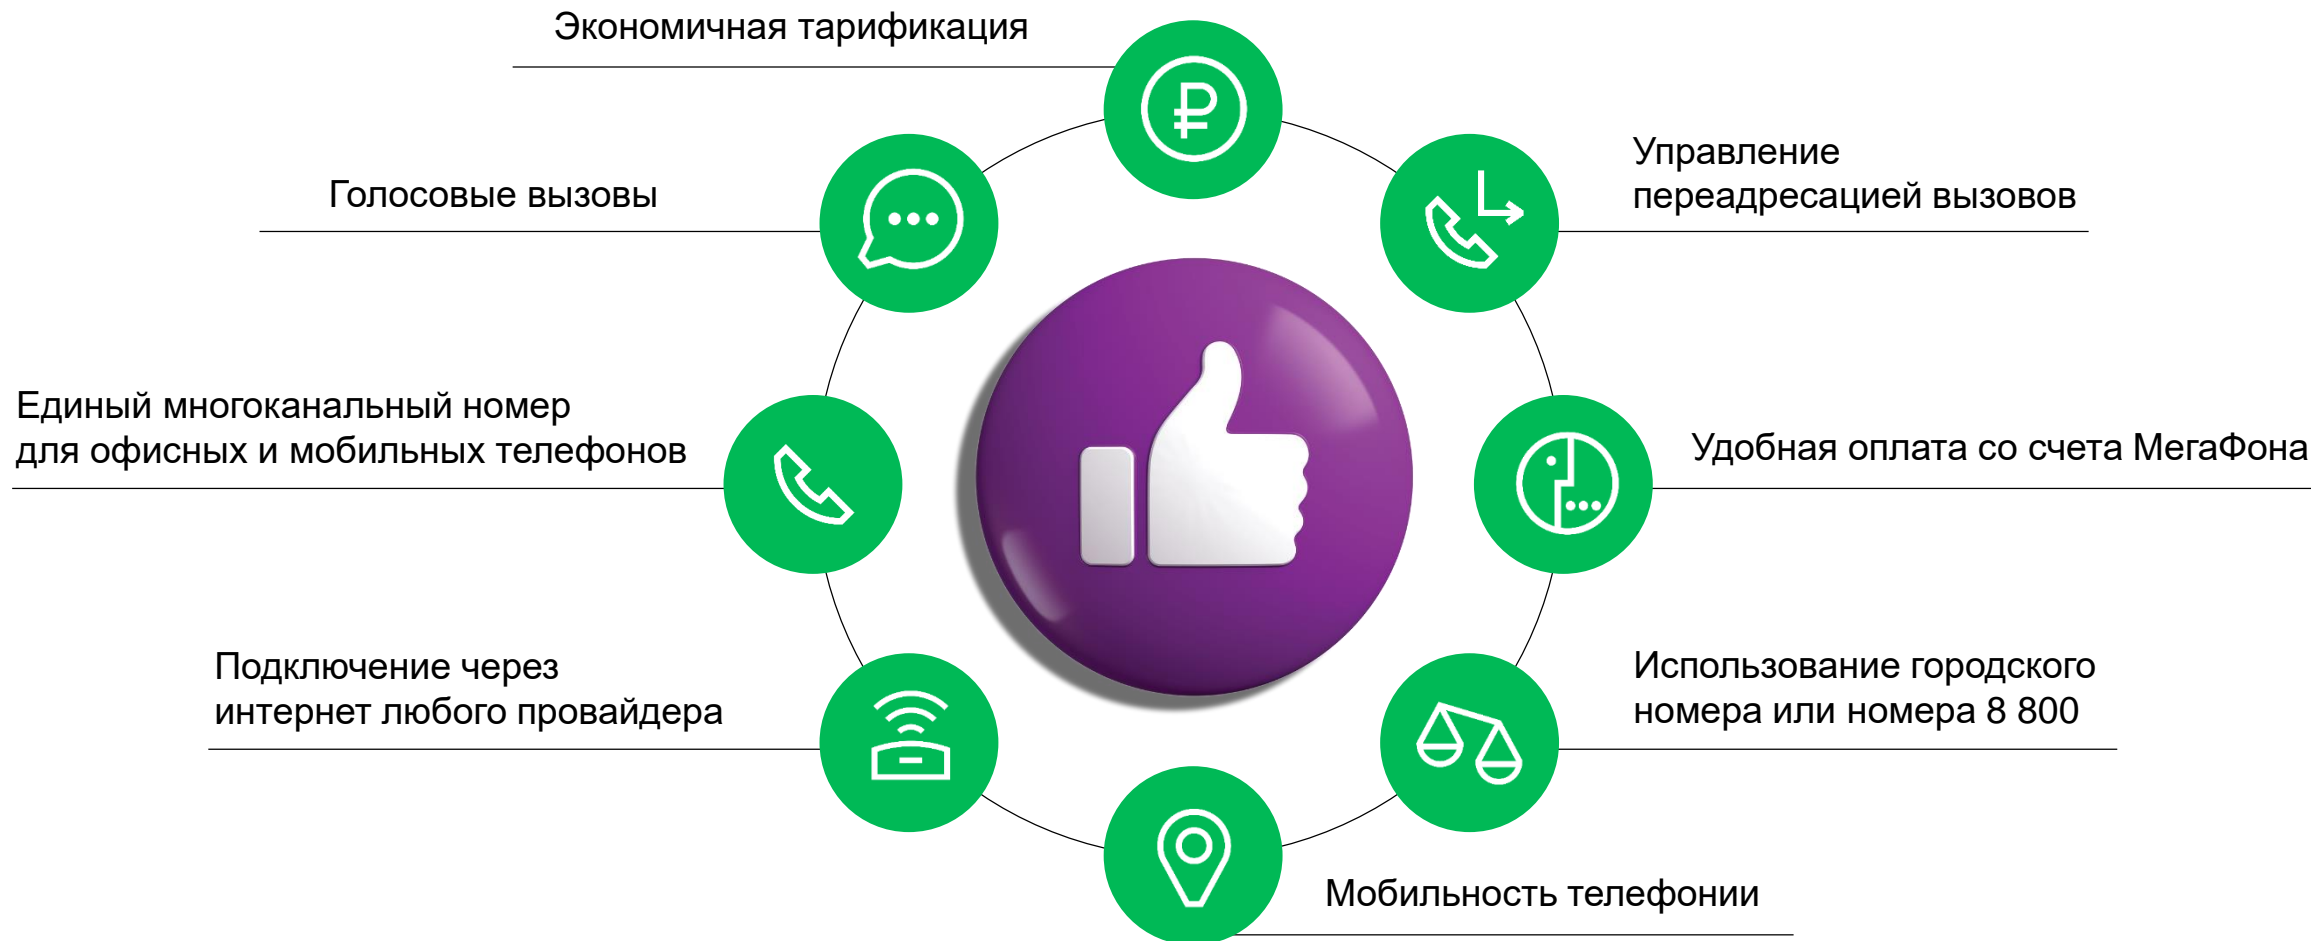 Экономичная тарификация
Управление
переадресацией вызовов
Голосовые вызовы
Единый многоканальный номер
для офисных и мобильных телефонов
Удобная оплата со счета МегаФона
Подключение через
интернет любого провайдера
Использование городского
номера или номера 8 800
Мобильность телефонии